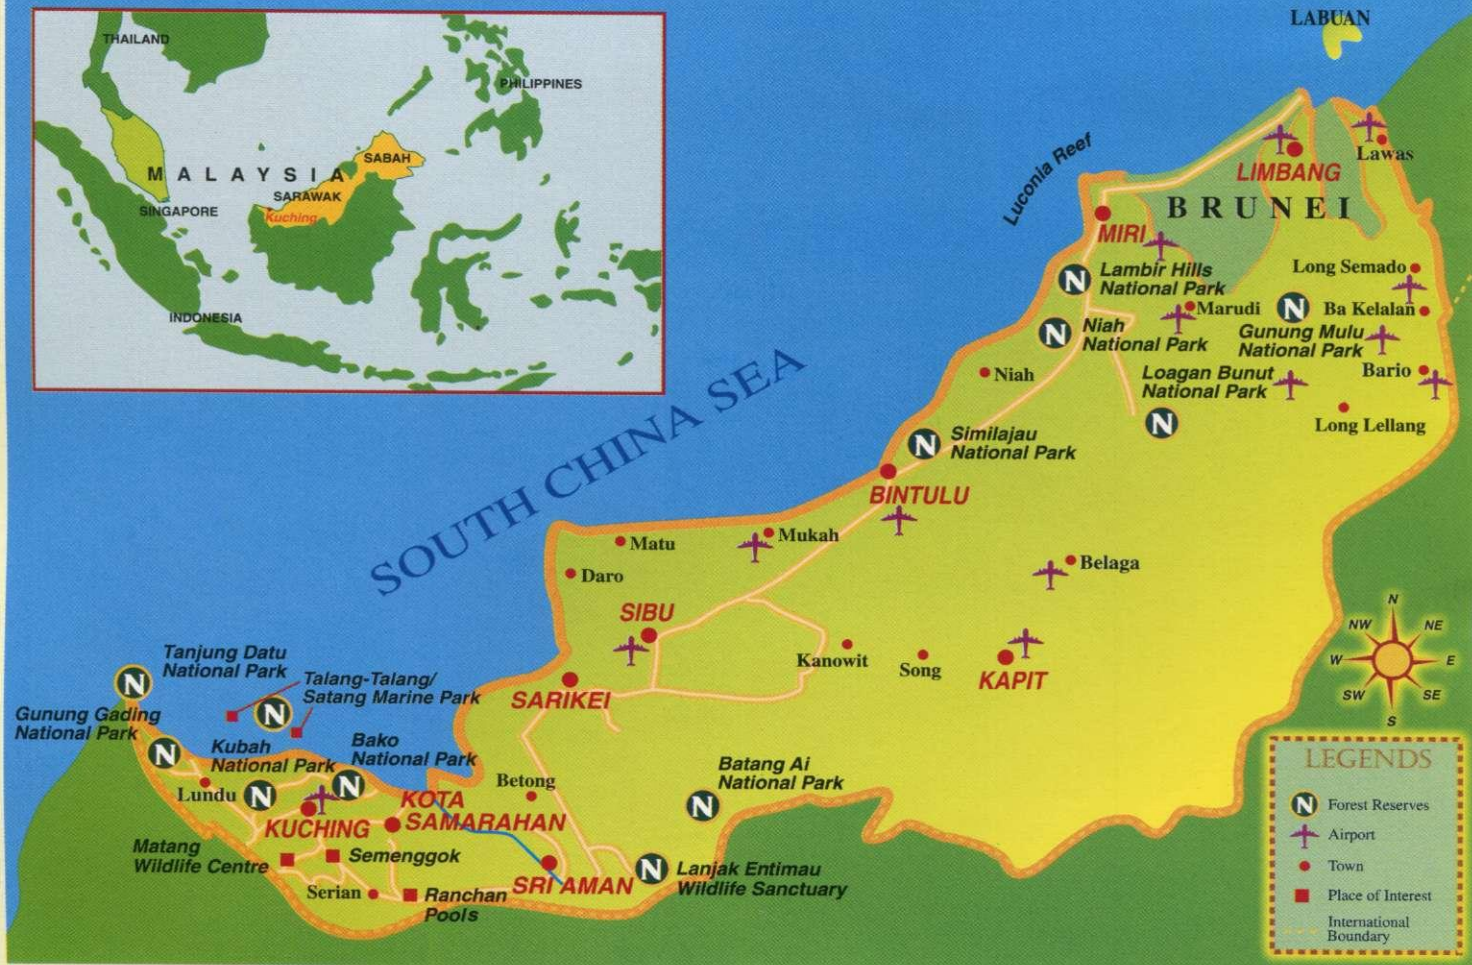 THAILAND
PHILIPPINES
MALAYSIA
SABAH
SARAWAK
Kuching
SINGAPORE
INDONESIA
LABUAN
Luconia Reef
LIMBANG
Lawas
BRUNEI
MIRI
Lambir Hills
National Park
Long Semado
Marudi
Ba Kelalan
Niah
National Park
Gunung Mulu
National Park
Niah
Loagan Bunut
National Park
Bario
Long Lellang
Similajau
National Park
SOUTH CHINA SEA
BINTULU
Matu
Mukah
Daro
Belaga
SIBU
Kanowit
Song
KAPIT
SARIKEI
Tanjung Datu
National Park
Talang-Talang/
Satang Marine Park
Gunung Gading
National Park
Kubah
National Park
Bako
National Park
Lundu
Betong
Batang Ai
National Park
KUCHING
KOTA
SAMARAHAN
Matang
Wildlife Centre
Semenggok
SRI AMAN
Lanjak Entimau
Wildlife Sanctuary
Serian
Ranchan
Pools
N
NW
NE
W
E
SW
SE
S
LEGENDS
N Forest Reserves
Airport
Town
Place of Interest
International
Boundary
N
N
N
N
N
N
N
N
N
N
N
N